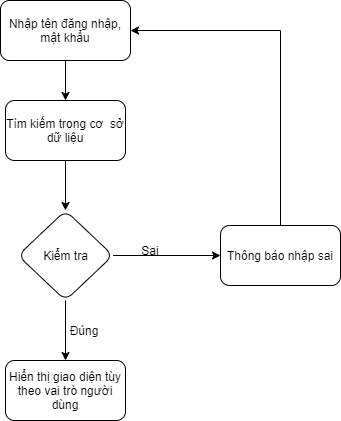 Nhập tên đăng nhập,
mật khẩu
Tìm kiếm trong cơ sở
dữ liệu
Kiểm tra
Sai
Thông báo nhập sai
Đúng
Hiển thị giao diện tùy
theo vai trò người
dùng